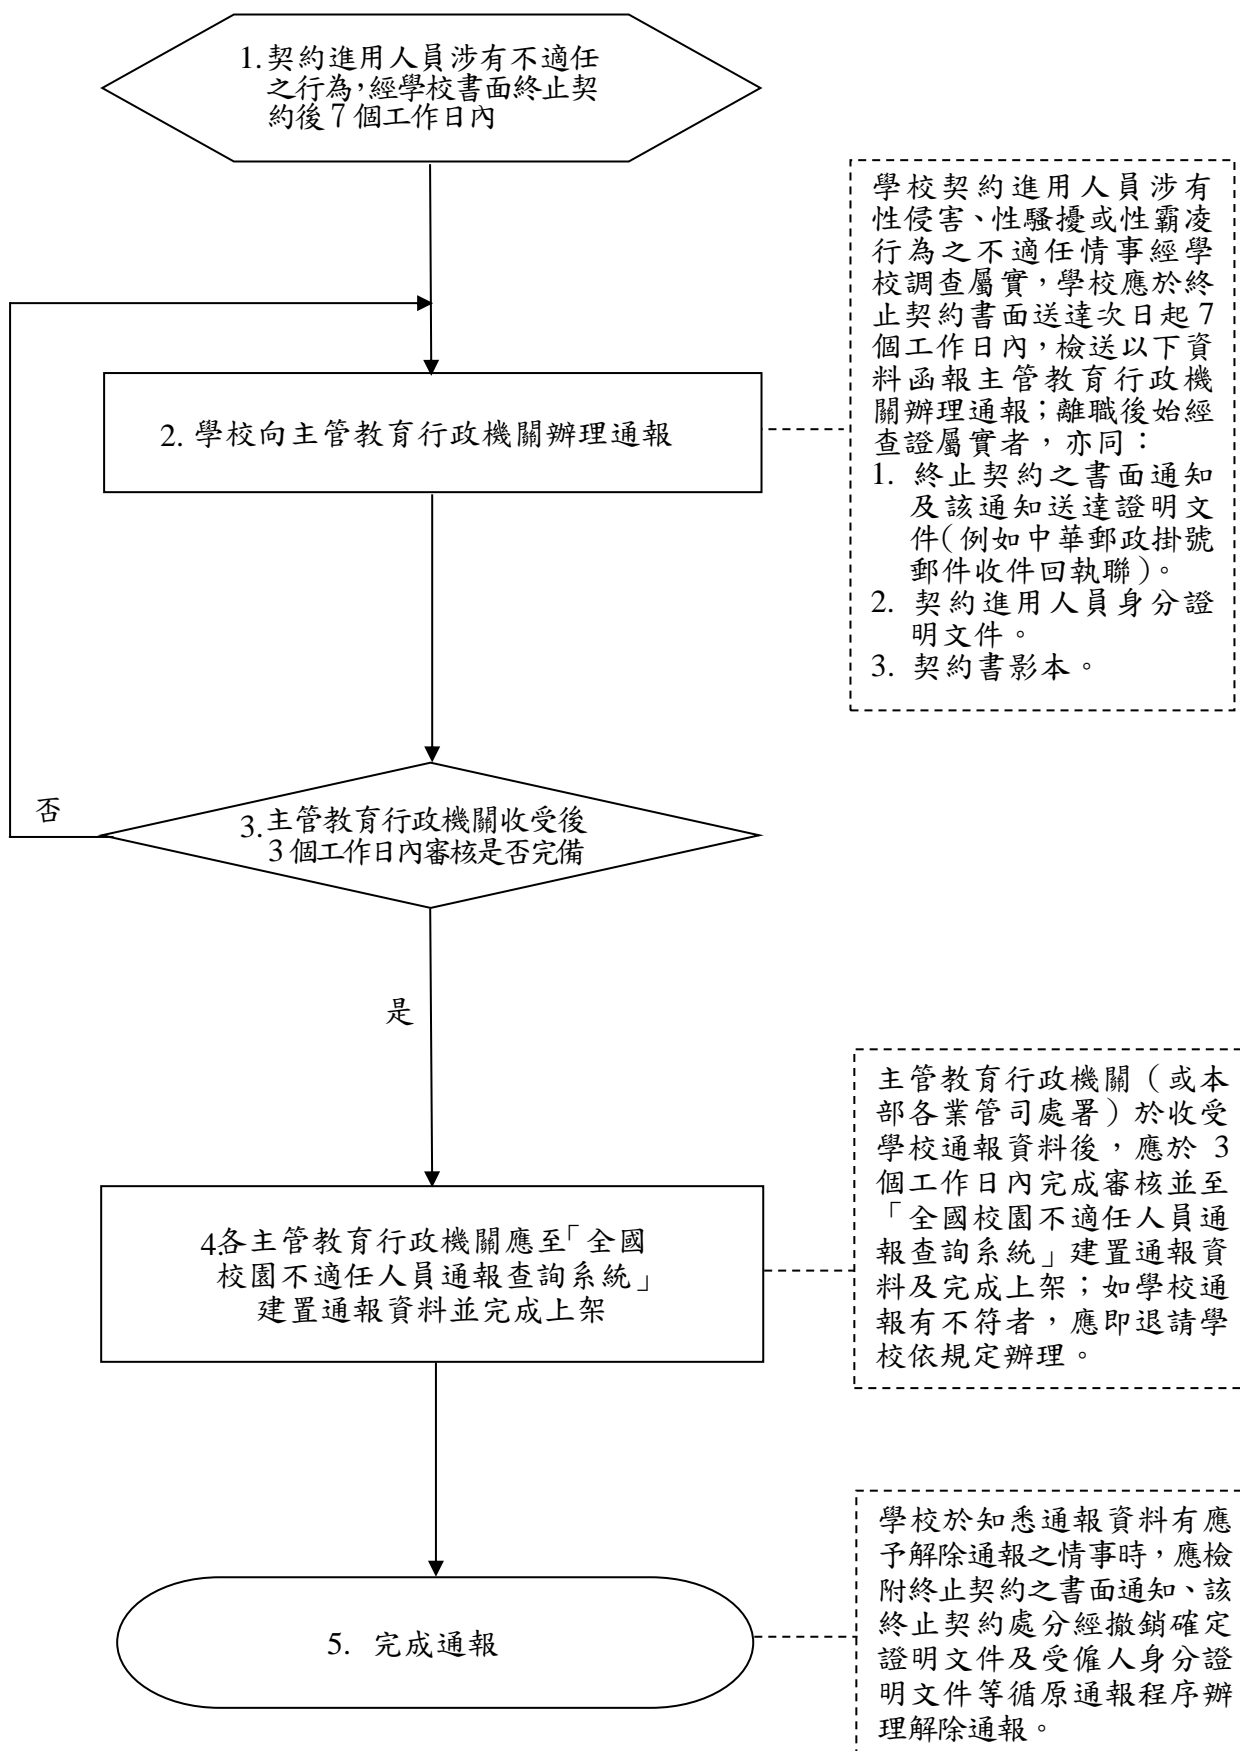 1.契約進用人員涉有不適任
之行為,經學校書面終止契
約後7個工作日內
學校契約進用人員涉有
性侵害、性騷擾或性霸凌
行為之不適任情事經學
校調查屬實，學校應於終
止契約書面送達次日起7
個工作日內，檢送以下資
料函報主管教育行政機
關辦理通報；離職後始經
查證屬實者，亦同：
1. 終止契約之書面通知
及該通知送達證明文
件(例如中華郵政掛號
郵件收件回執聯)。
2. 契約進用人員身分證
明文件。
3. 契約書影本。
2. 學校向主管教育行政機關辦理通報
否
3.主管教育行政機關收受後
3個工作日內審核是否完備
是
主管教育行政機關（或本
部各業管司處署）於收受
學校通報資料後，應於 3
個工作日內完成審核並至
「全國校園不適任人員通
報查詢系統」建置通報資
料及完成上架；如學校通
報有不符者，應即退請學
校依規定辦理。
4.各主管教育行政機關應至「全國
校園不適任人員通報查詢系統」
建置通報資料並完成上架
學校於知悉通報資料有應
予解除通報之情事時，應檢
附終止契約之書面通知、該
終止契約處分經撤銷確定
證明文件及受僱人身分證
明文件等循原通報程序辦
理解除通報。
5. 完成通報